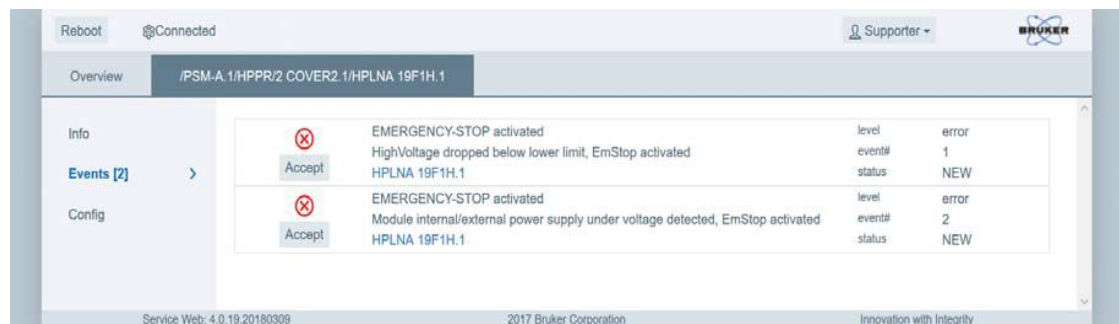 Reboot Connected Supporter BRUKER
Overview /PSM-A.1/HPPR/2 COVER2.1/HPLNA 19F1H.1
Info
Events [2]
Config
EMERGENCY-STOP activated level error
HighVoltage dropped below lower limit, EmStop activated event# 1
Accept HPLNA 19F1H.1 status NEW
EMERGENCY-STOP activated level error
Module internal/external power supply under voltage detected, EmStop activated event# 2
Accept HPLNA 19F1H.1 status NEW
Service Web: 4.0.19.20180309 2017 Bruker Corporation Innovation with Integrity